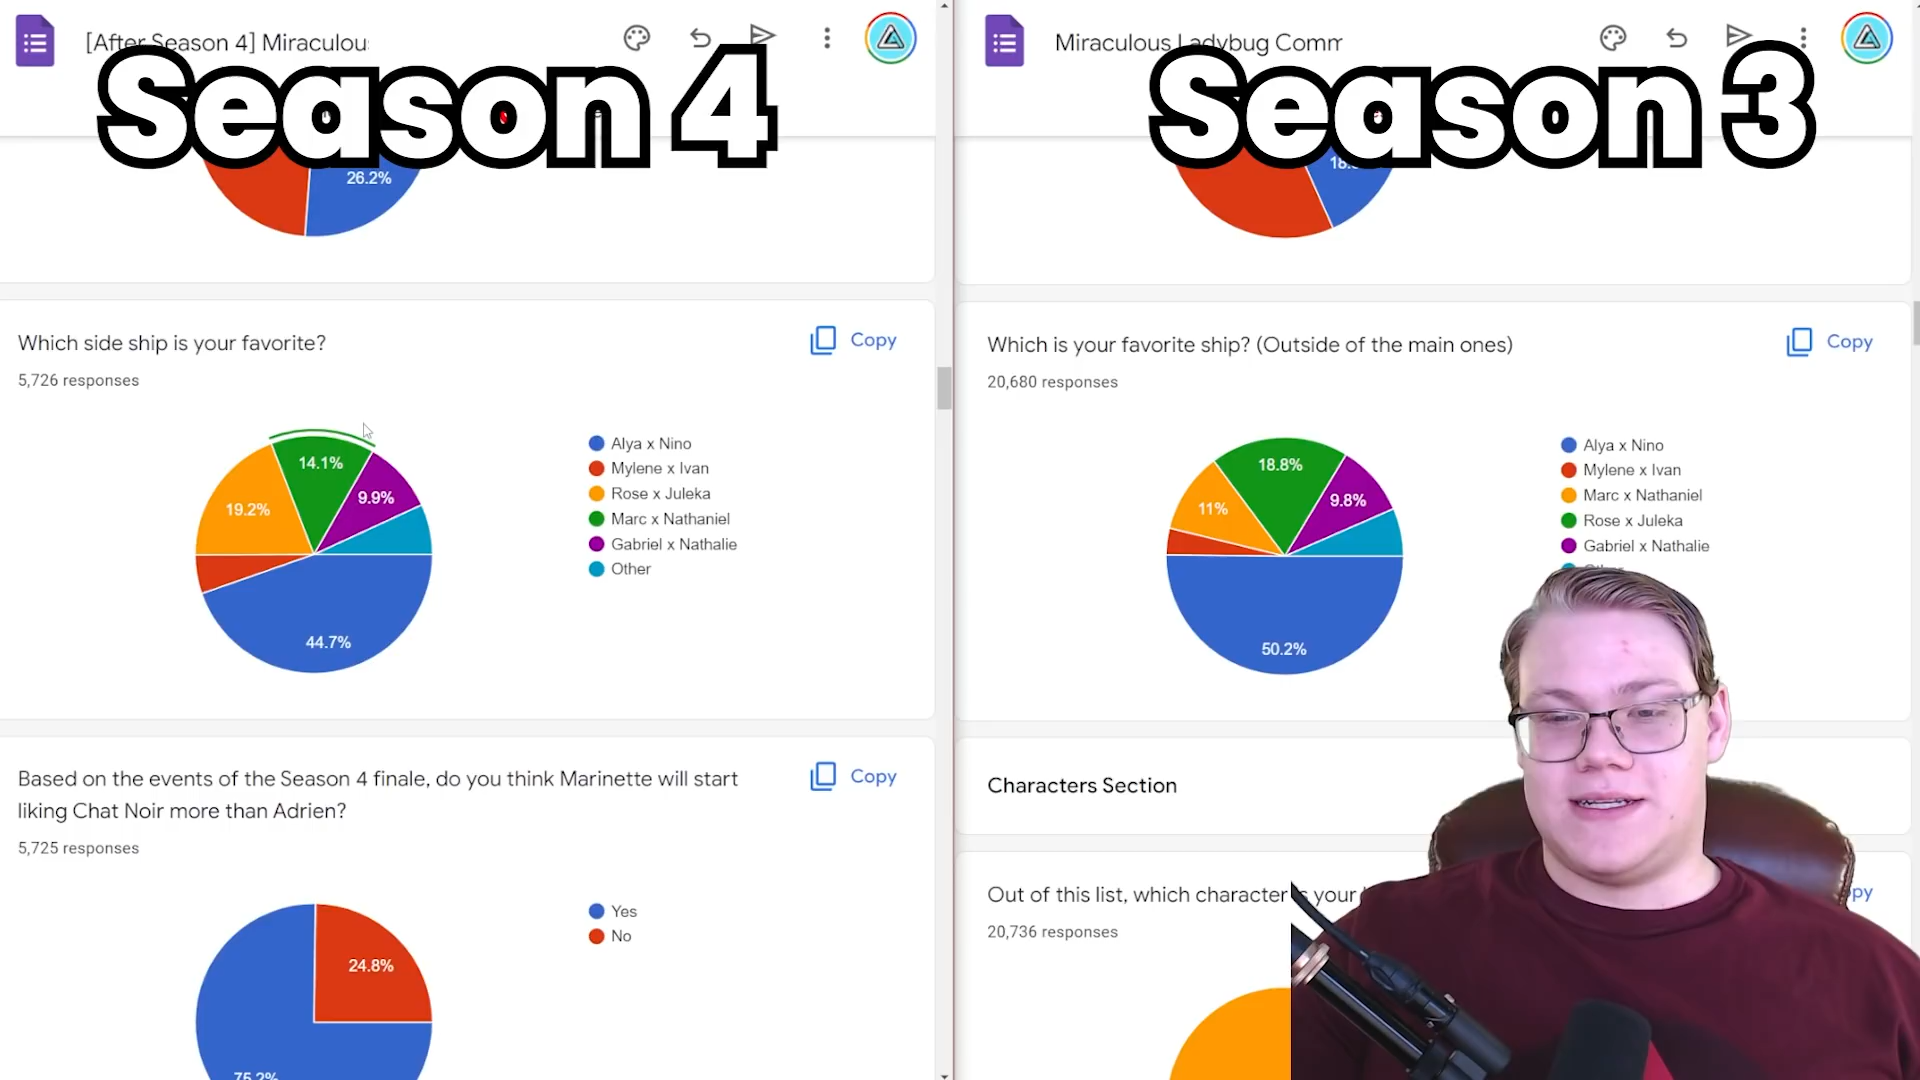 [After Season 4] Miraculou
Season 4
26.2%
Which side ship is your favorite?
Copy
5,726 responses
14.1%
19.2%
9.9%
44.7%
Alya x Nino
Mylene x Ivan
Rose x Juleka
Marc x Nathaniel
Gabriel x Nathalie
Other
Based on the events of the Season 4 finale, do you think Marinette will start
liking Chat Noir more than Adrien?
Copy
5,725 responses
24.8%
75.2%
Yes
No
Miraculous Ladybug Comm
Season 3
Which is your favorite ship? (Outside of the main ones)
Copy
20,680 responses
18.8%
11%
9.8%
50.2%
Alya x Nino
Mylene x Ivan
Marc x Nathaniel
Rose x Juleka
Gabriel x Nathalie
Characters Section
Out of this list, which character is your
20,736 responses